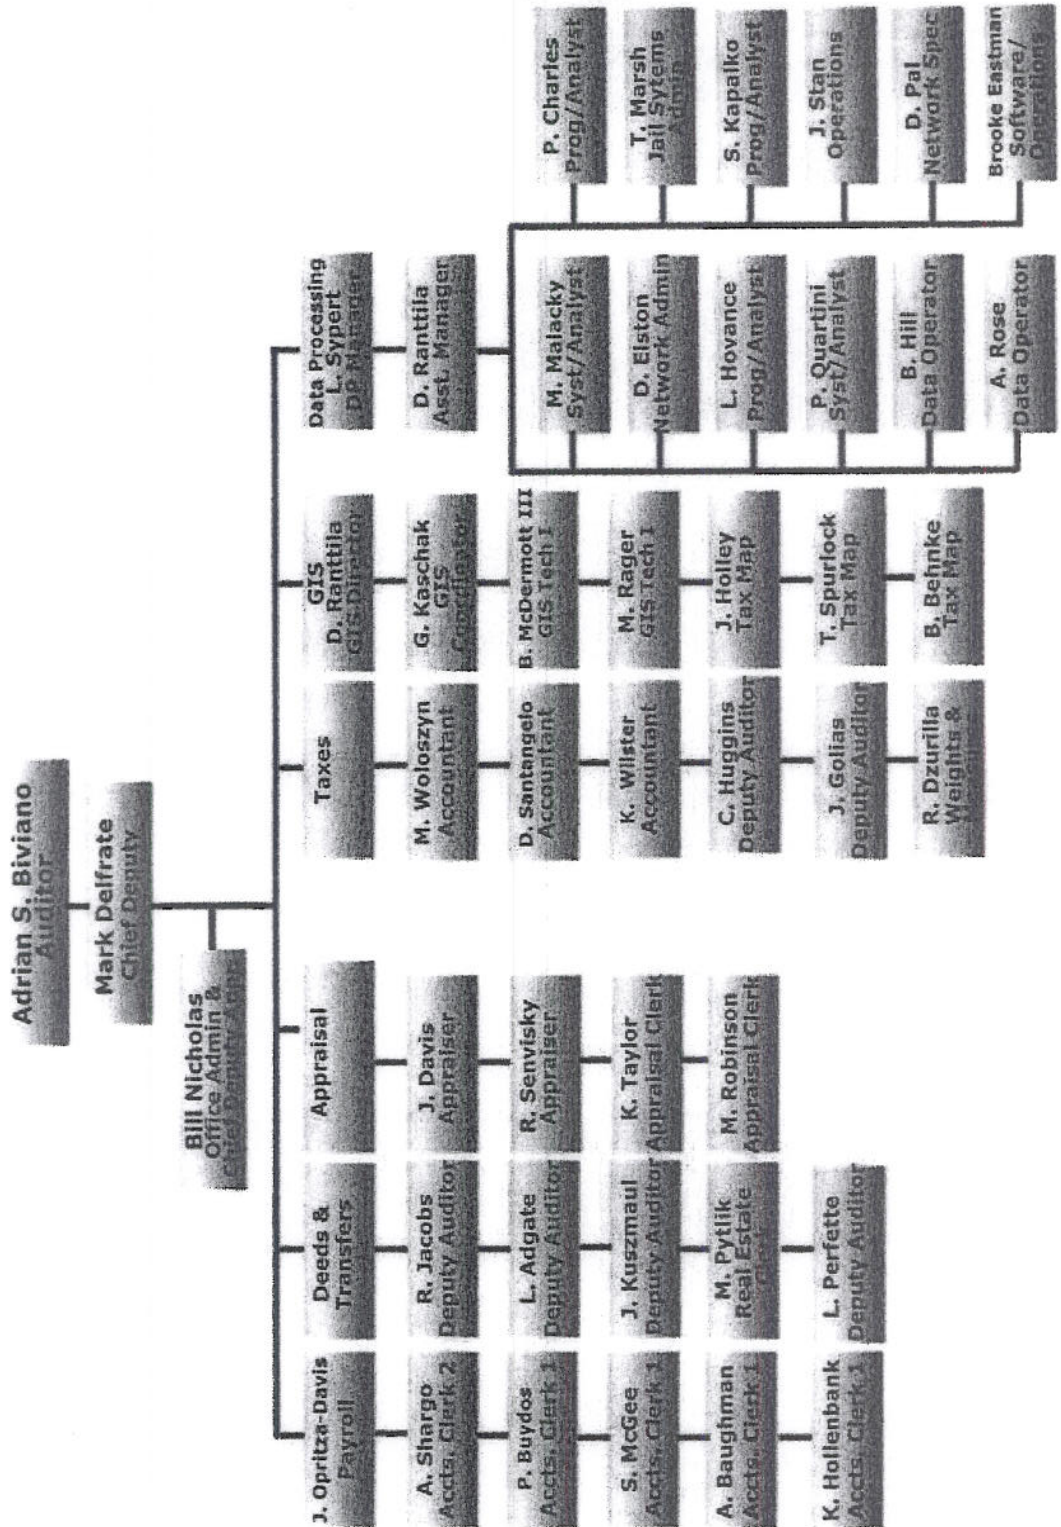 Adrian S. Biviano
Auditor
Mark Delfrate
Chief Deputy
Bill Nicholas
Office Admin &
Chief Deputy
J. Opritza-Davis
Payroll
A. Shargo
Accts. Clerk 2
P. Buydos
Accts. Clerk 1
S. McGee
Accts. Clerk 1
A. Baughman
Accts. Clerk 1
K. Hollenbank
Accts. Clerk 1
Deeds &
Transfers
R. Jacobs
Deputy Auditor
L. Adgate
Deputy Auditor
J. Kuszmaul
Deputy Auditor
M. Pytlik
Real Estate
L. Perfette
Deputy Auditor
Appraisal
J. Davis
Appraiser
R. Senvisky
Appraiser
K. Taylor
Appraisal Clerk
M. Robinson
Appraisal Clerk
Taxes
M. Woloszyn
Accountant
D. Santangelo
Accountant
K. Wilster
Accountant
C. Huggins
Deputy Auditor
J. Golias
Deputy Auditor
R. Dzurilla
Weights &
GIS
D. Ranttila
GIS Director
G. Kaschak
GIS
Coordinator
B. McDermott III
GIS Tech I
M. Rager
GIS Tech I
J. Holley
Tax Map
T. Spurlock
Tax Map
B. Behnke
Tax Map
Data Processing
L. Sypert
DP Manager
D. Ranttila
Asst. Manager
M. Malacky
Syst/Analyst
D. Elston
Network Admin
L. Hovance
Prog/Analyst
P. Quartini
Syst/Analyst
B. Hill
Data Operator
A. Rose
Data Operator
P. Charles
Prog/Analyst
T. Marsh
Jail Sytems
Admin
S. Kapalko
Prog/Analyst
J. Stan
Operations
D. Pal
Network Spec
Brooke Eastman
Software/
Operations